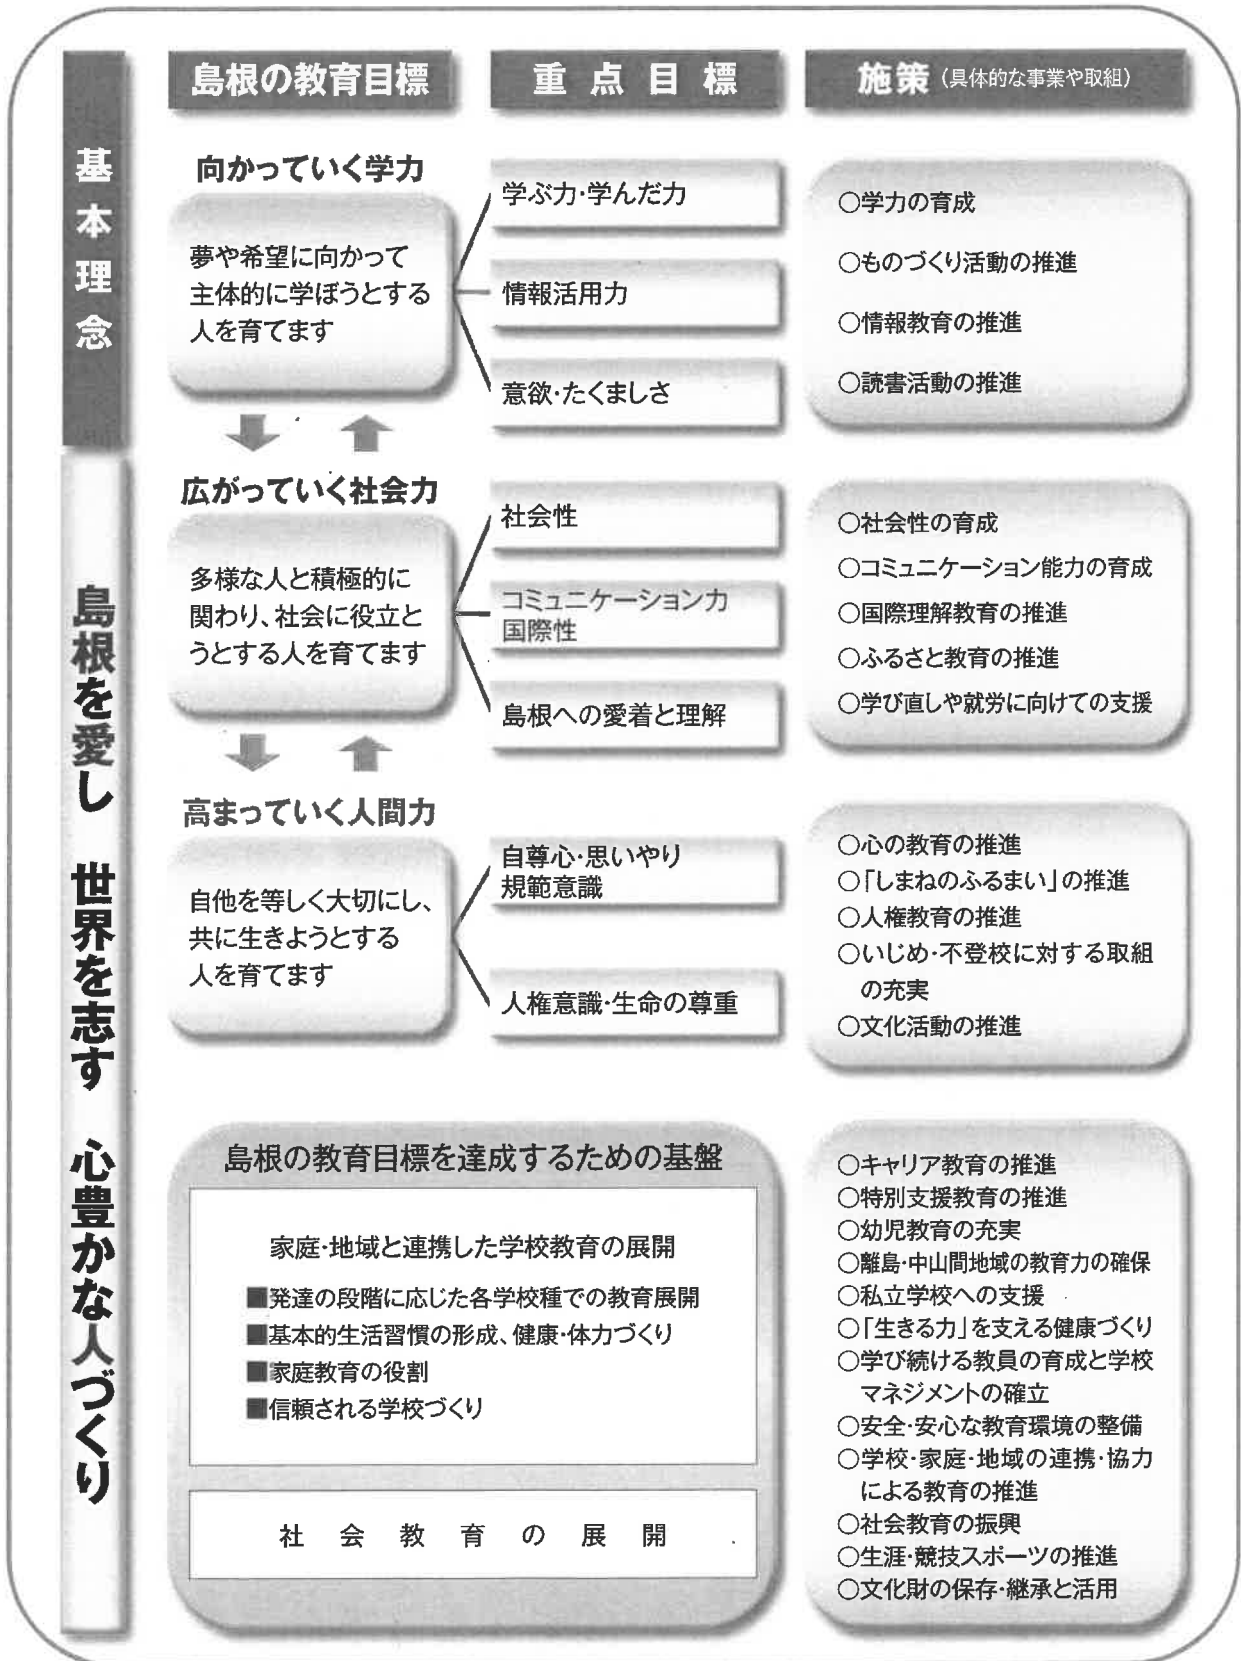 基本理念
島根を愛し 世界を志す 心豊かな人づくり
島根の教育目標
重点目標
施策（具体的な事業や取組）
向かっていく学力
夢や希望に向かって
主体的に学ぼうとする
人を育てます
学ぶ力・学んだ力
情報活用力
意欲・たくましさ
○学力の育成
○ものづくり活動の推進
○情報教育の推進
○読書活動の推進
広がっていく社会力
多様な人と積極的に
関わり、社会に役立と
うとする人を育てます
社会性
コミュニケーション力
国際性
島根への愛着と理解
○社会性の育成
○コミュニケーション能力の育成
○国際理解教育の推進
○ふるさと教育の推進
○学び直しや就労に向けての支援
高まっていく人間力
自他を等しく大切にし、
共に生きようとする
人を育てます
自尊心・思いやり
規範意識
人権意識・生命の尊重
○心の教育の推進
○「しまねのふるまい」の推進
○人権教育の推進
○いじめ・不登校に対する取組
の充実
○文化活動の推進
島根の教育目標を達成するための基盤
家庭・地域と連携した学校教育の展開
■発達の段階に応じた各学校種での教育展開
■基本的生活習慣の形成、健康・体力づくり
■家庭教育の役割
■信頼される学校づくり
社会教育の展開
○キャリア教育の推進
○特別支援教育の推進
○幼児教育の充実
○離島・中山間地域の教育力の確保
○私立学校への支援
○「生きる力」を支える健康づくり
○学び続ける教員の育成と学校
マネジメントの確立
○安全・安心な教育環境の整備
○学校・家庭・地域の連携・協力
による教育の推進
○社会教育の振興
○生涯・競技スポーツの推進
○文化財の保存・継承と活用